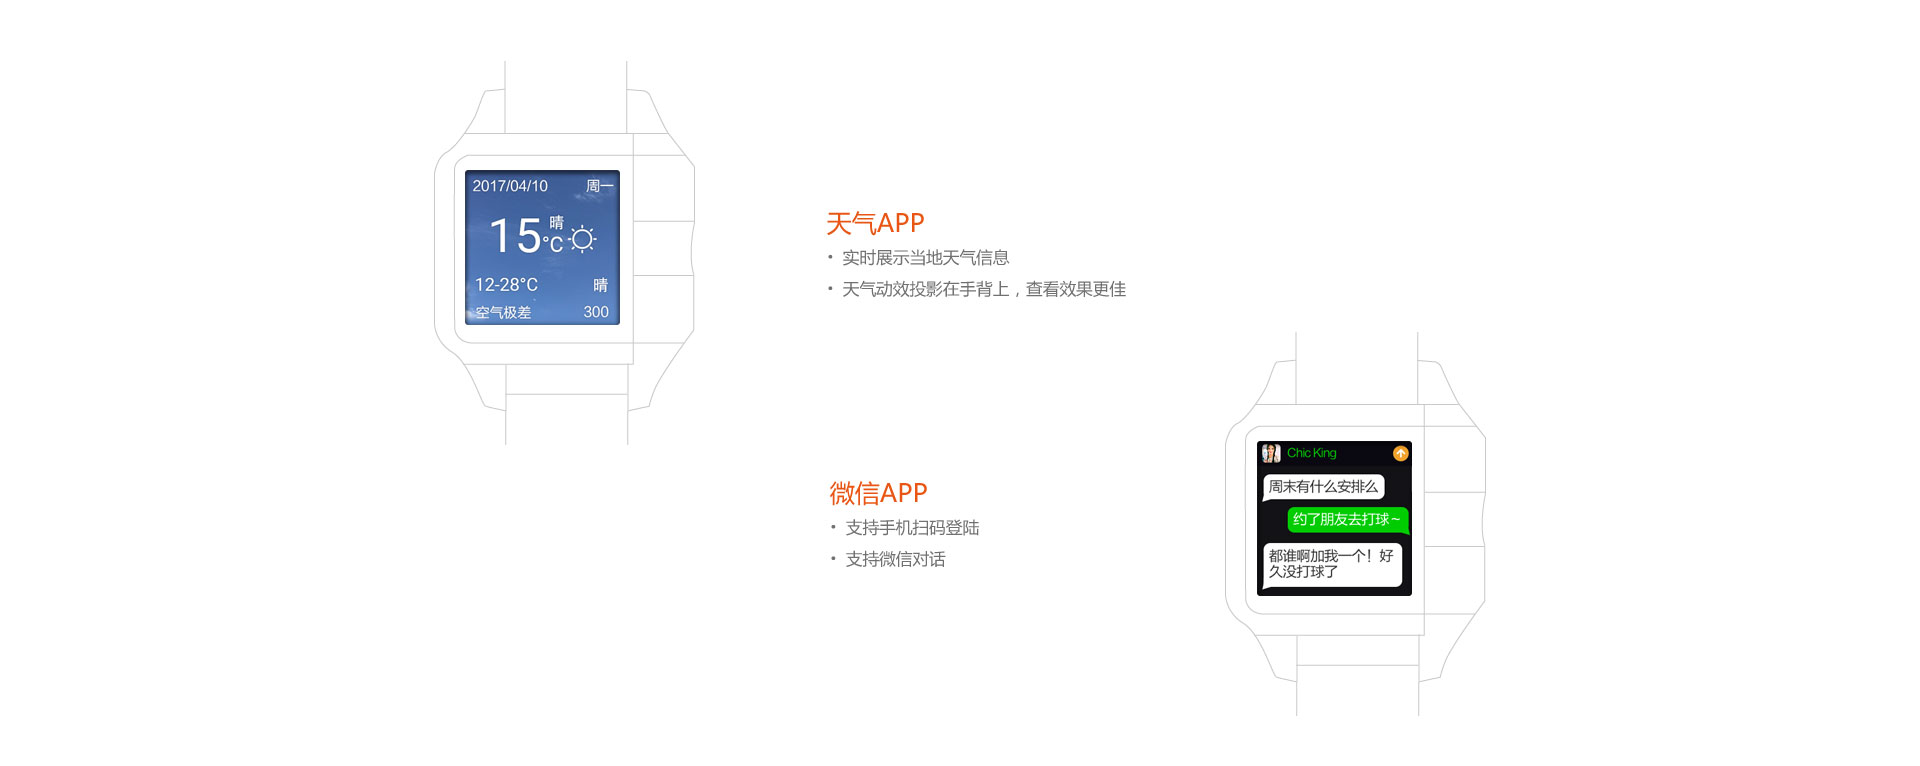 2017/04/10 周一
15°C 晴
12-28°C 晴
空气极差 300
天气APP
· 实时展示当地天气信息
· 天气动效投影在手背上，查看效果更佳
微信APP
· 支持手机扫码登陆
· 支持微信对话
Chic King
周末有什么安排么
约了朋友去打球~
都谁啊加我一个！好
久没打球了